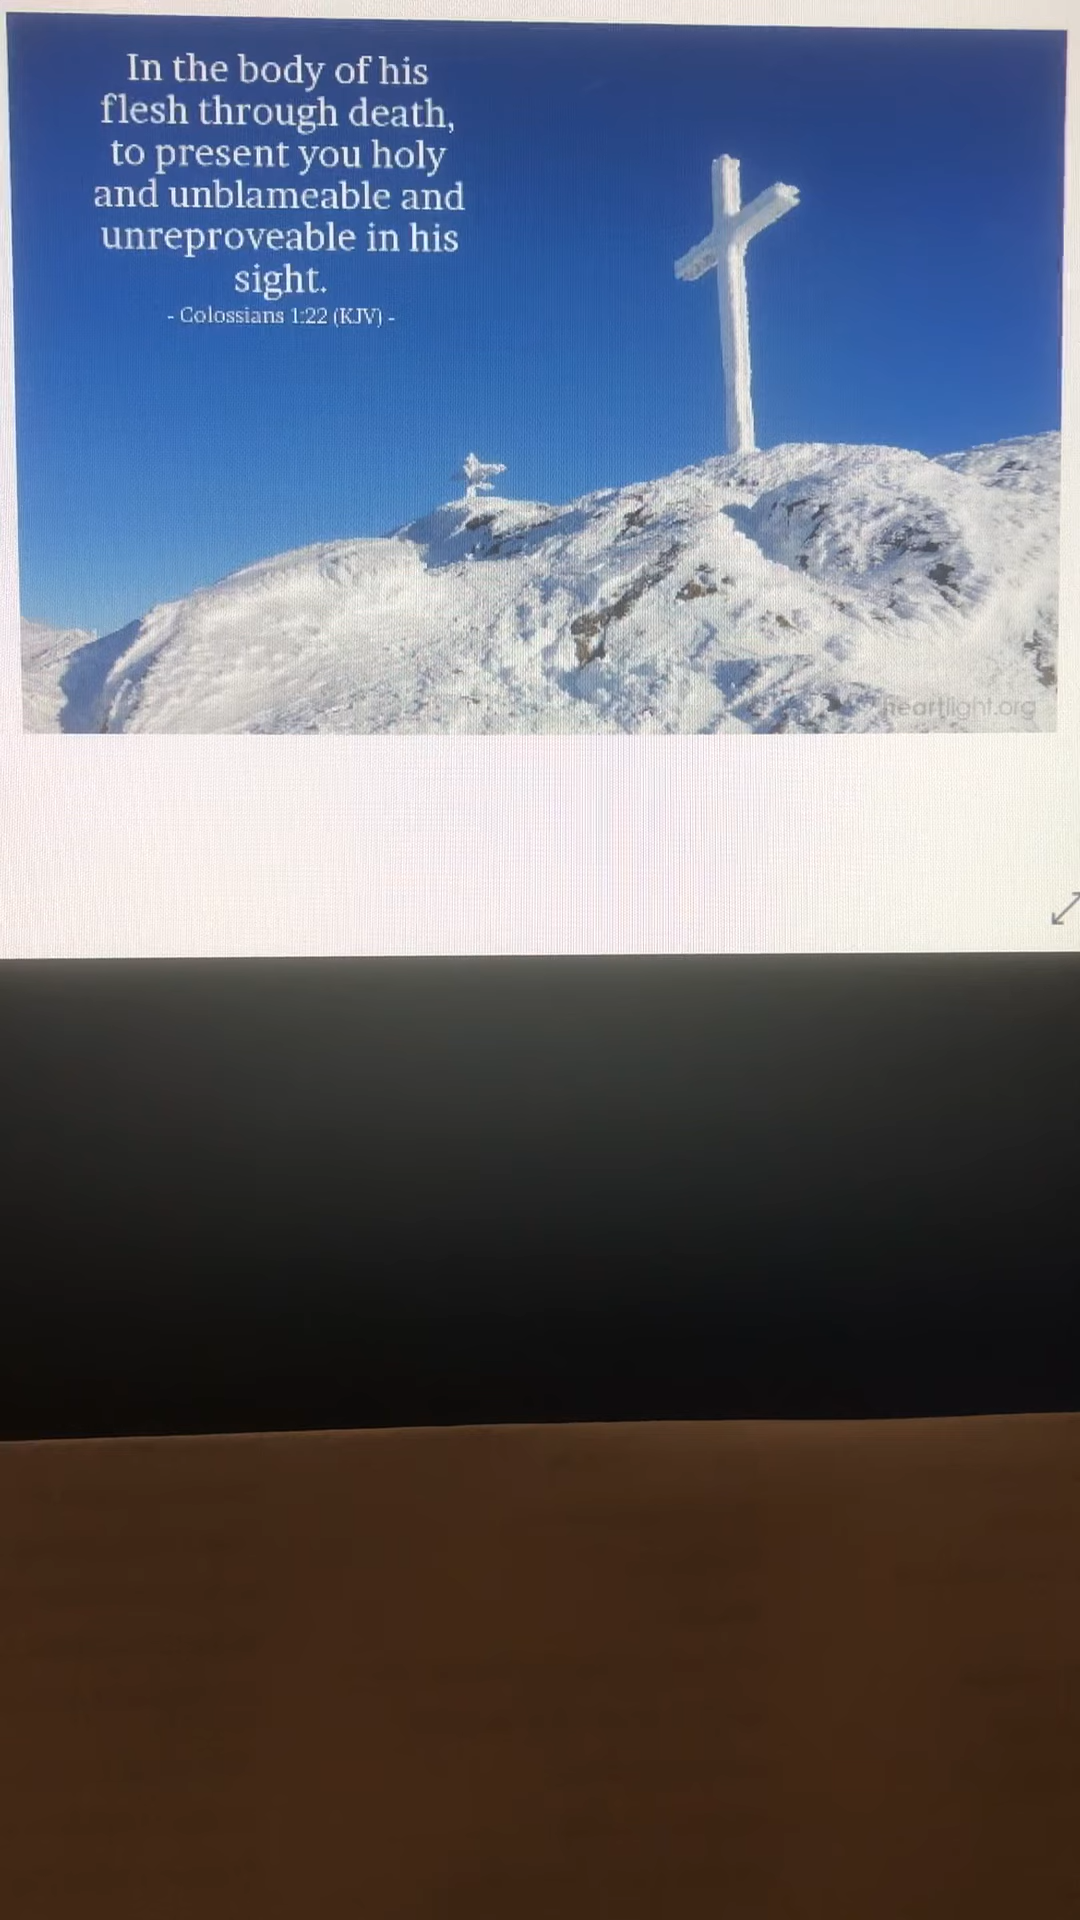 In the body of his
flesh through death,
to present you holy
and unblameable and
unreproveable in his
sight.
- Colossians 1:22 (KJV) -
heartlight.org